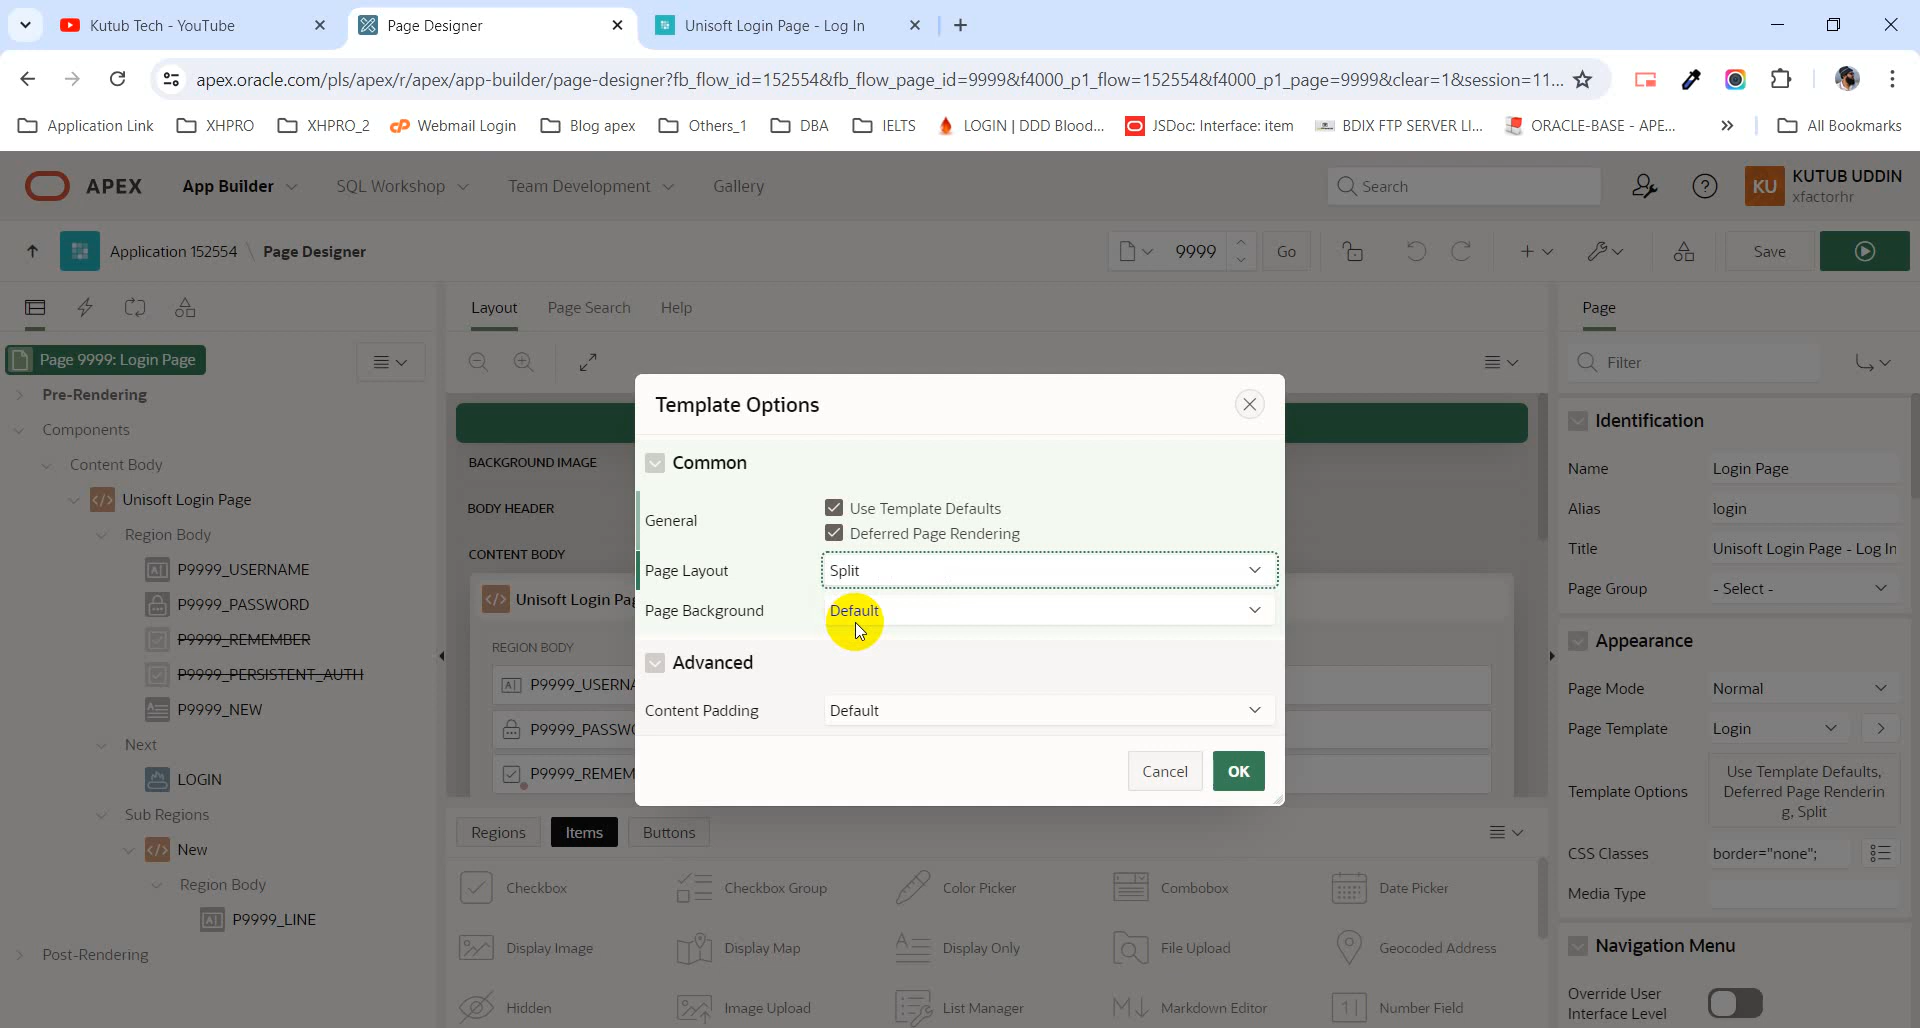 Kutub Tech - YouTube
Page Designer
Unisoft Login Page - Log In
apex.oracle.com/pls/apex/r/apex/app-builder/page-designer?fb_flow_id=152554&fb_flow_page_id=9999&f4000_p1_flow=152554&f4000_p1_page=9999&clear=1&session=11...
Application Link
XHPRO
XHPRO_2
Webmail Login
Blog apex
Others_1
DBA
IELTS
LOGIN | DDD Blood...
JSDoc: Interface: item
BDIX FTP SERVER LI...
ORACLE-BASE - APE...
All Bookmarks
APEX
App Builder
SQL Workshop
Team Development
Gallery
Search
KU
KUTUB UDDIN
xfactorhr
Application 152554 \ Page Designer
9999
Go
Save
Layout
Page Search
Help
Page
Page 9999: Login Page
Pre-Rendering
Components
Content Body
Unisoft Login Page
Region Body
P9999_USERNAME
P9999_PASSWORD
P9999_REMEMBER
P9999_PERSISTENT_AUTH
P9999_NEW
Next
LOGIN
Sub Regions
New
Region Body
P9999_LINE
Post-Rendering
BACKGROUND IMAGE
BODY HEADER
CONTENT BODY
Unisoft Login Pa
REGION BODY
P9999_USERNA
P9999_PASSWO
P9999_REMEM
Template Options
Common
General
Use Template Defaults
Deferred Page Rendering
Page Layout
Split
Page Background
Default
Advanced
Content Padding
Default
Cancel
OK
Regions
Items
Buttons
Checkbox
Checkbox Group
Color Picker
Combobox
Date Picker
Display Image
Display Map
Display Only
File Upload
Geocoded Address
Hidden
Image Upload
List Manager
Markdown Editor
Number Field
Filter
Identification
Name
Login Page
Alias
login
Title
Unisoft Login Page - Log In
Page Group
- Select -
Appearance
Page Mode
Normal
Page Template
Login
Template Options
Use Template Defaults,
Deferred Page Renderin
g, Split
CSS Classes
border="none";
Media Type
Navigation Menu
Override User
Interface Level